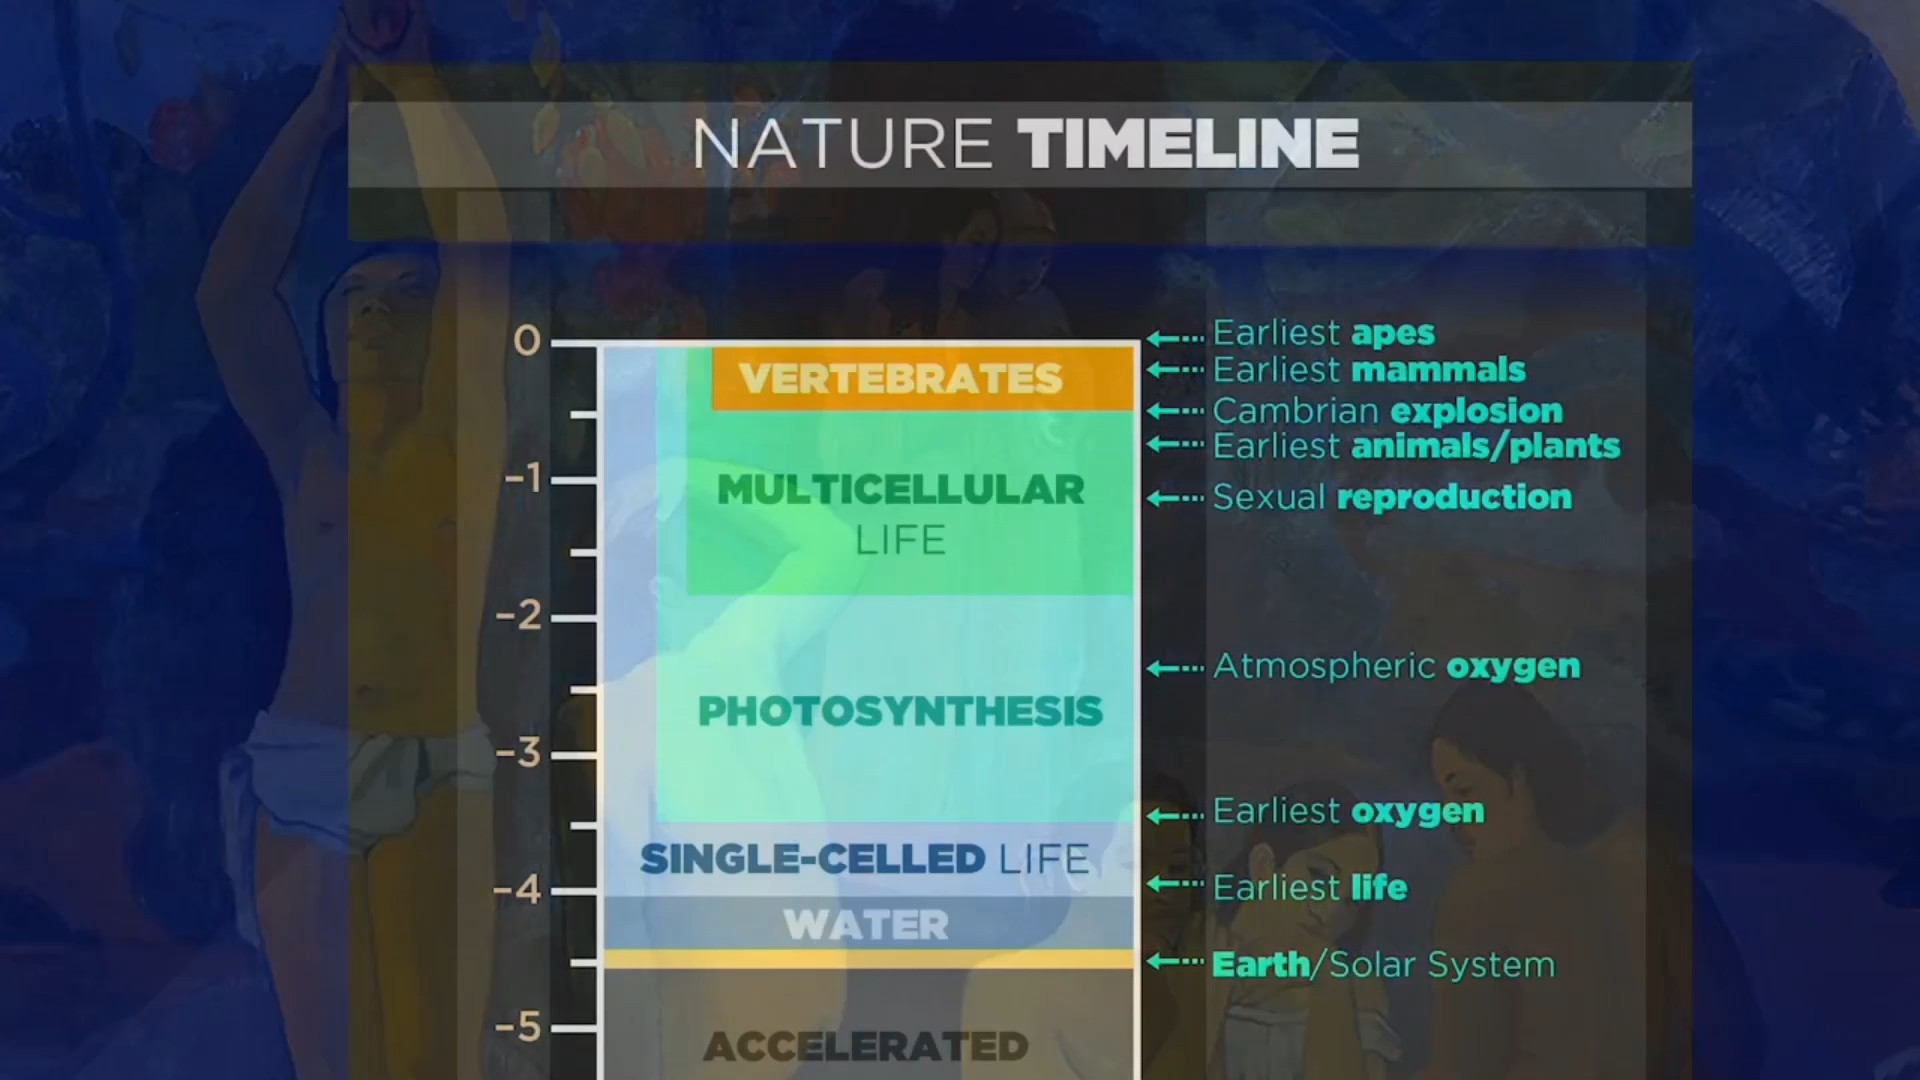 NATURE TIMELINE
0
-1
-2
-3
-4
-5
VERTEBRATES
MULTICELLULAR
LIFE
PHOTOSYNTHESIS
SINGLE-CELLED LIFE
WATER
ACCELERATED
Earliest apes
Earliest mammals
Cambrian explosion
Earliest animals/plants
Sexual reproduction
Atmospheric oxygen
Earliest oxygen
Earliest life
Earth/Solar System